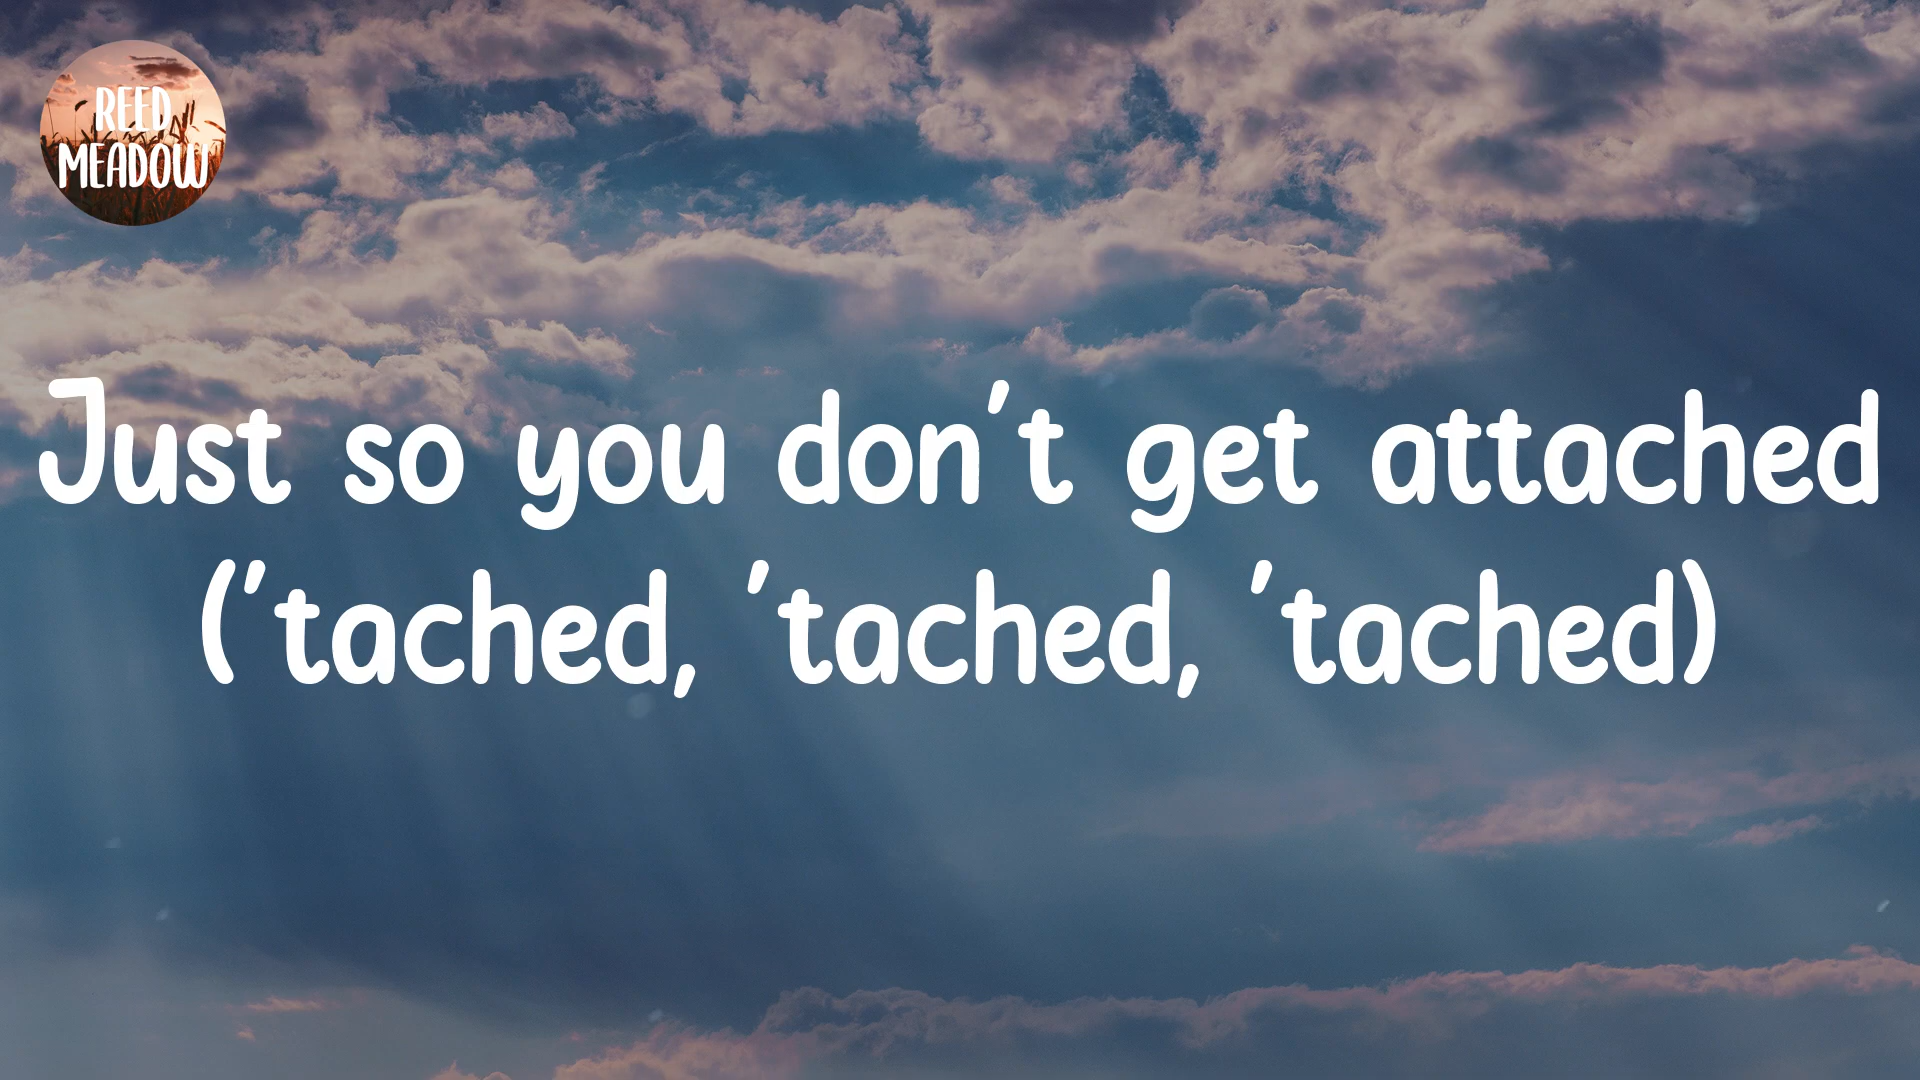 REED
MEADOW
Just so you don't get attached
('tached, 'tached, 'tached)